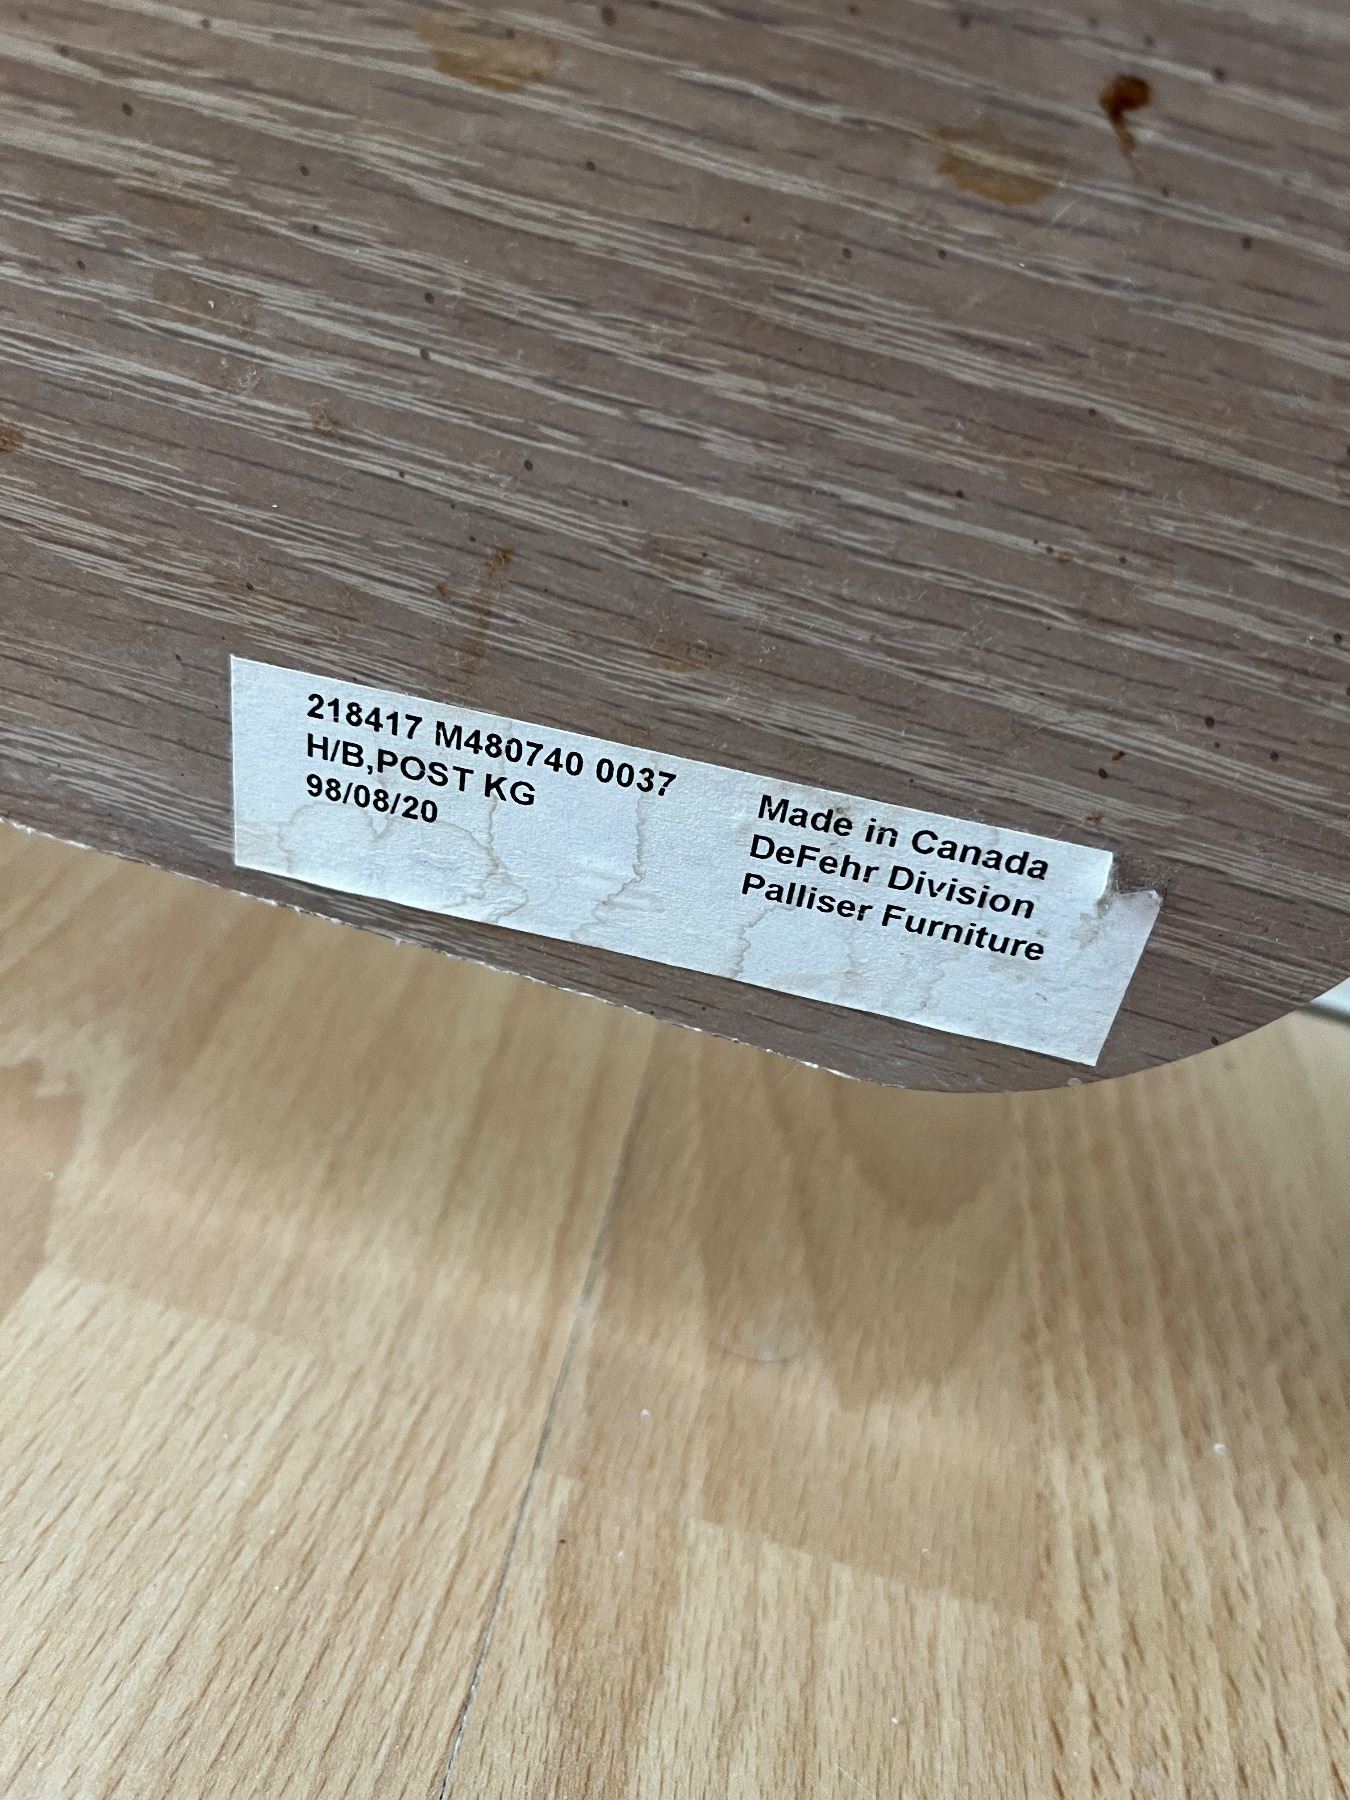 218417 M480740 0037
H/B,POST KG
98/08/20
Made in Canada
DeFehr Division
Palliser Furniture